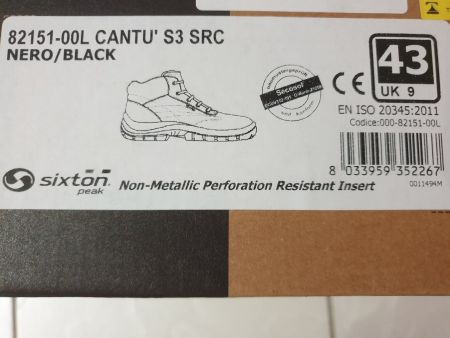 82151-00L CANTU' S3 SRC
NERO/BLACK
Secosol
CE
43
UK 9
EN ISO 20345:2011
Codice:000-82151-00L
sixton
peak
Non-Metallic Perforation Resistant Insert
8 033959 352267
0011494M